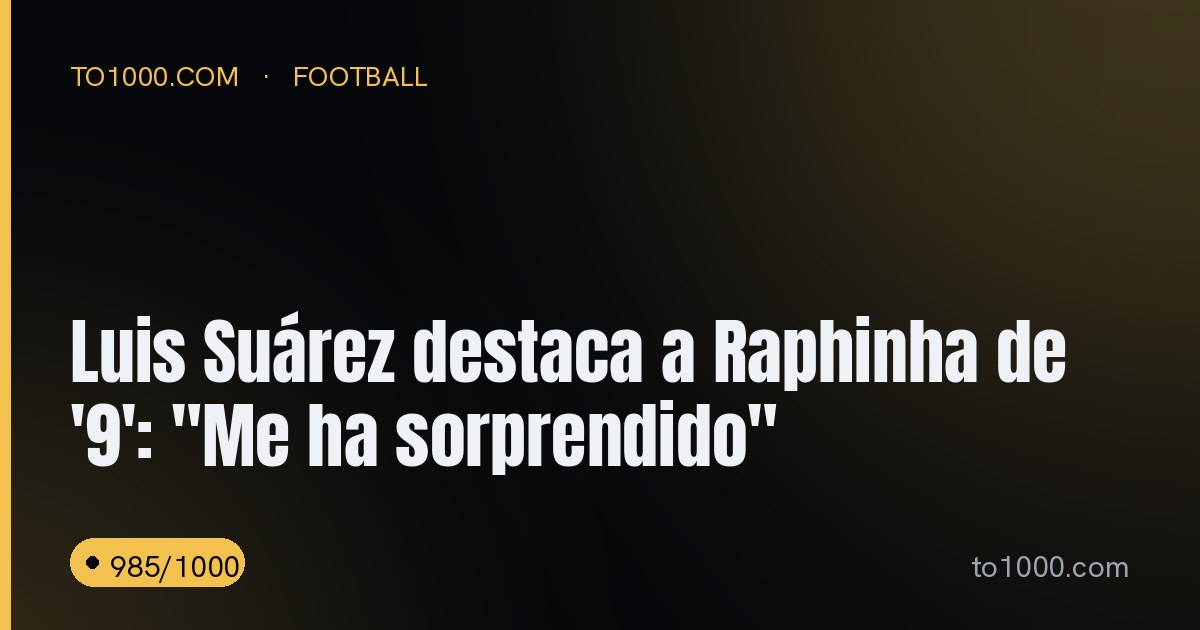 TO1000.COM · FOOTBALL
Luis Suárez destaca a Raphinha de
'9': "Me ha sorprendido"
985/1000
to1000.com